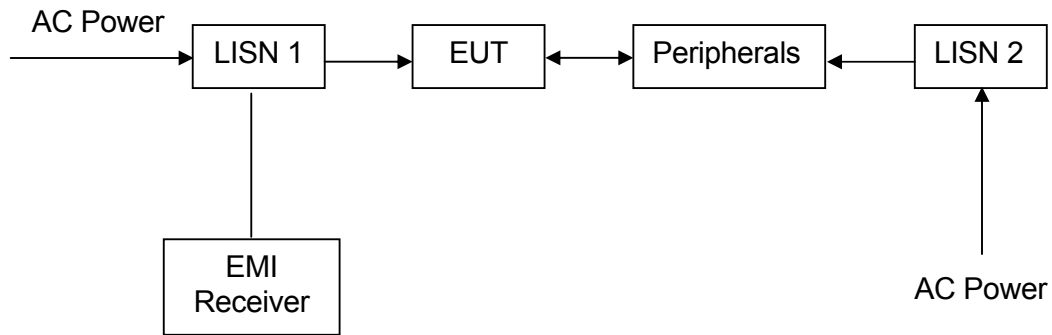 AC Power
LISN 1
EUT
Peripherals
LISN 2
EMI
Receiver
AC Power